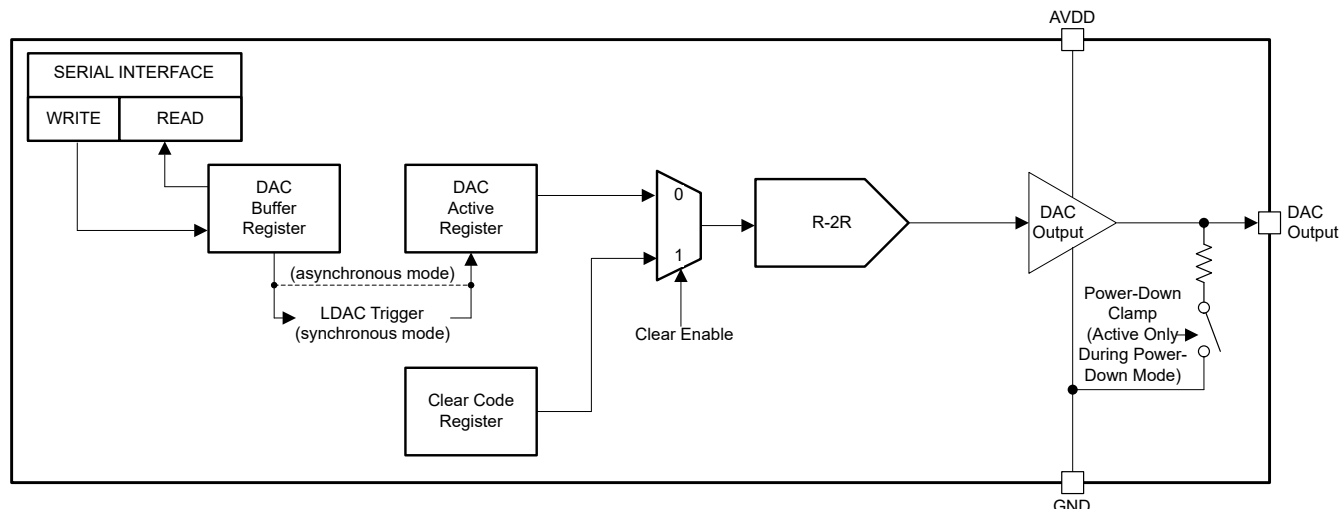 AVDD
SERIAL INTERFACE
WRITE
READ
DAC
Buffer
Register
DAC
Active
Register
(asynchronous mode)
LDAC Trigger
(synchronous mode)
0
1
Clear Enable
Clear Code
Register
R-2R
DAC
Output
DAC
Output
Power-Down
Clamp
(Active Only
During Power-
Down Mode)
GND